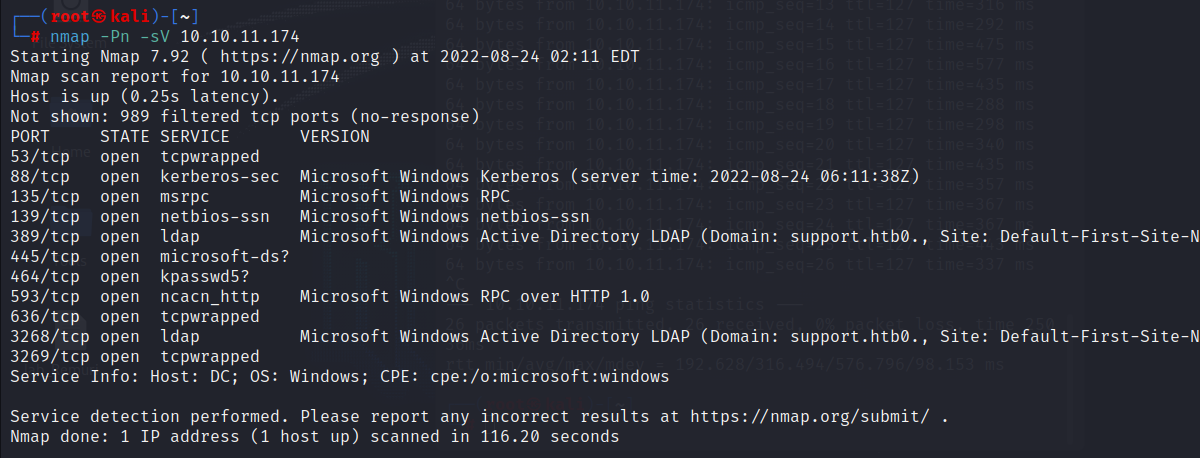 ┌──(root㉿kali)-[~]
└─# nmap -Pn -sV 10.10.11.174
Starting Nmap 7.92 ( https://nmap.org ) at 2022-08-24 02:11 EDT
Nmap scan report for 10.10.11.174
Host is up (0.25s latency).
Not shown: 989 filtered tcp ports (no-response)
PORT     STATE SERVICE       VERSION
53/tcp   open  tcpwrapped
88/tcp   open  kerberos-sec  Microsoft Windows Kerberos (server time: 2022-08-24 06:11:38Z)
135/tcp  open  msrpc         Microsoft Windows RPC
139/tcp  open  netbios-ssn   Microsoft Windows netbios-ssn
389/tcp  open  ldap          Microsoft Windows Active Directory LDAP (Domain: support.htb0., Site: Default-First-Site-N
445/tcp  open  microsoft-ds?
464/tcp  open  kpasswd5?
593/tcp  open  ncacn_http    Microsoft Windows RPC over HTTP 1.0
636/tcp  open  tcpwrapped
3268/tcp open  ldap          Microsoft Windows Active Directory LDAP (Domain: support.htb0., Site: Default-First-Site-N
3269/tcp open  tcpwrapped
Service Info: Host: DC; OS: Windows; CPE: cpe:/o:microsoft:windows
Service detection performed. Please report any incorrect results at https://nmap.org/submit/ .
Nmap done: 1 IP address (1 host up) scanned in 116.20 seconds